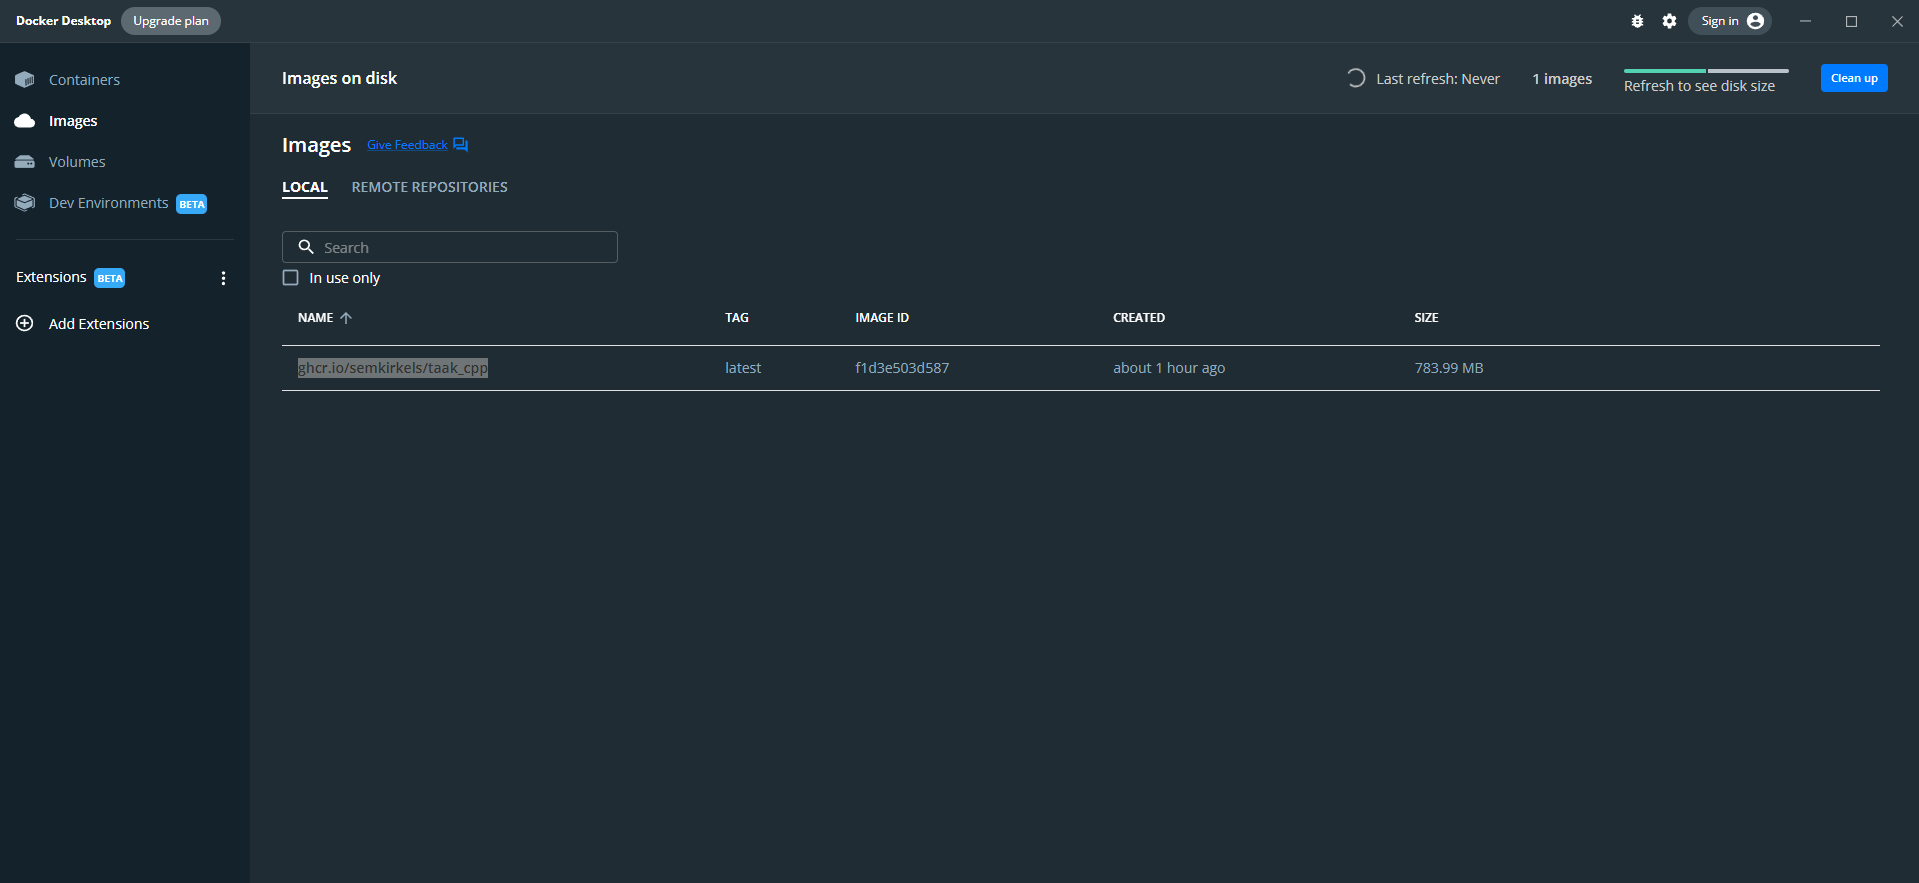 Docker Desktop Upgrade plan Sign in
Containers
Images
Volumes
Dev Environments BETA
Extensions BETA
Add Extensions
Images on disk Last refresh: Never 1 images Refresh to see disk size Clean up
Images Give Feedback
LOCAL REMOTE REPOSITORIES
Search
In use only
NAME TAG IMAGE ID CREATED SIZE
ghcr.io/semkirkels/taak_cpp latest f1d3e503d587 about 1 hour ago 783.99 MB